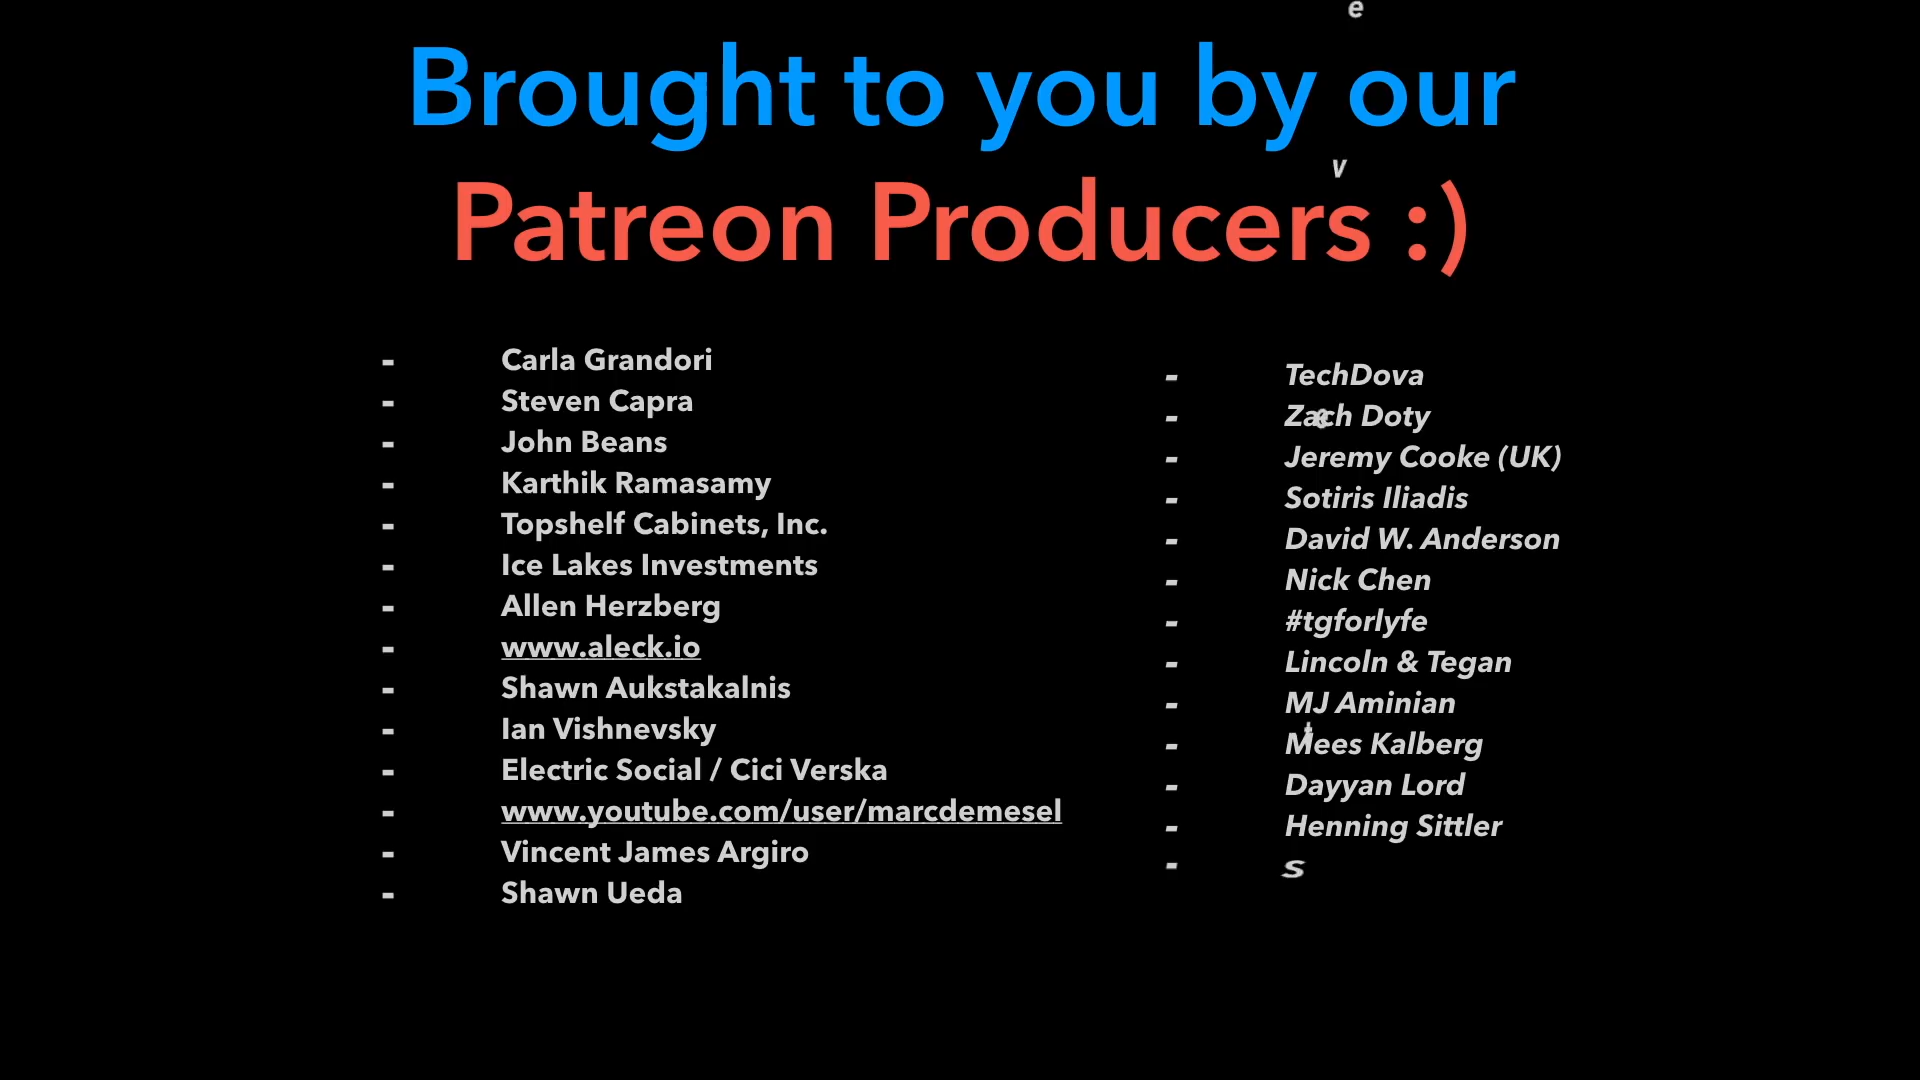 Brought to you by our
Patreon Producers :)
- Carla Grandori
- Steven Capra
- John Beans
- Karthik Ramasamy
- Topshelf Cabinets, Inc.
- Ice Lakes Investments
- Allen Herzberg
- www.aleck.io
- Shawn Aukstakalnis
- Ian Vishnevsky
- Electric Social / Cici Verska
- www.youtube.com/user/marcdemesel
- Vincent James Argiro
- Shawn Ueda
- TechDova
- Zach Doty
- Jeremy Cooke (UK)
- Sotiris Iliadis
- David W. Anderson
- Nick Chen
- #tgforlyfe
- Lincoln & Tegan
- MJ Aminian
- Mees Kalberg
- Dayyan Lord
- Henning Sittler
- s